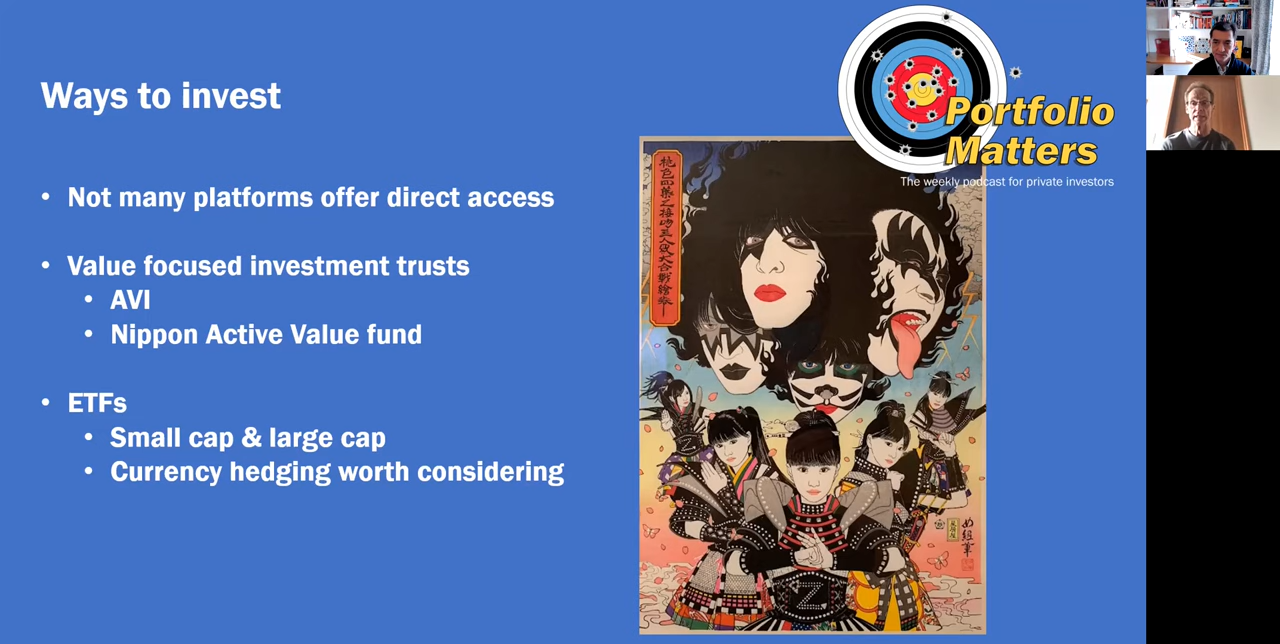 Ways to invest
• Not many platforms offer direct access
• Value focused investment trusts
• AVI
• Nippon Active Value fund
• ETFs
• Small cap & large cap
• Currency hedging worth considering
Portfolio
Matters
The weekly podcast for private investors
Z